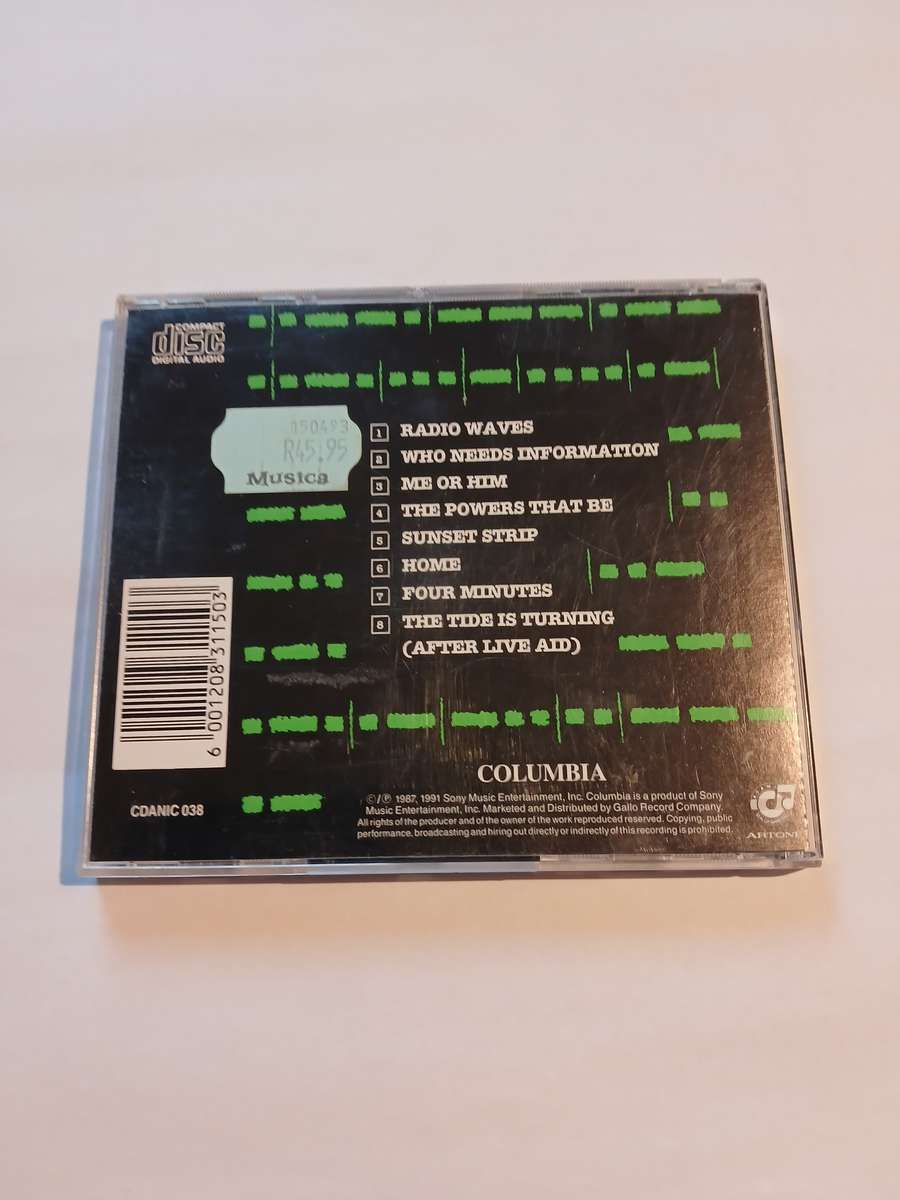 COMPACT
disc
DIGITAL AUDIO
150493
R45.95
Musica
1 RADIO WAVES
2 WHO NEEDS INFORMATION
3 ME OR HIM
4 THE POWERS THAT BE
5 SUNSET STRIP
6 HOME
7 FOUR MINUTES
8 THE TIDE IS TURNING
(AFTER LIVE AID)
6 001208 311503
CDANIC 038
COLUMBIA
©/℗ 1987, 1991 Sony Music Entertainment, Inc. Columbia is a product of Sony
Music Entertainment, Inc. Marketed and Distributed by Gallo Record Company.
All rights of the producer and of the owner of the work reproduced reserved. Copying, public
performance, broadcasting and hiring out directly or indirectly of this recording is prohibited.
ARTONE